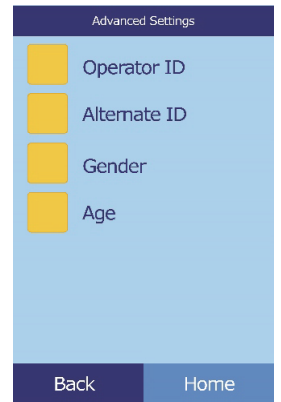 Advanced Settings
Operator ID
Alternate ID
Gender
Age
Back
Home